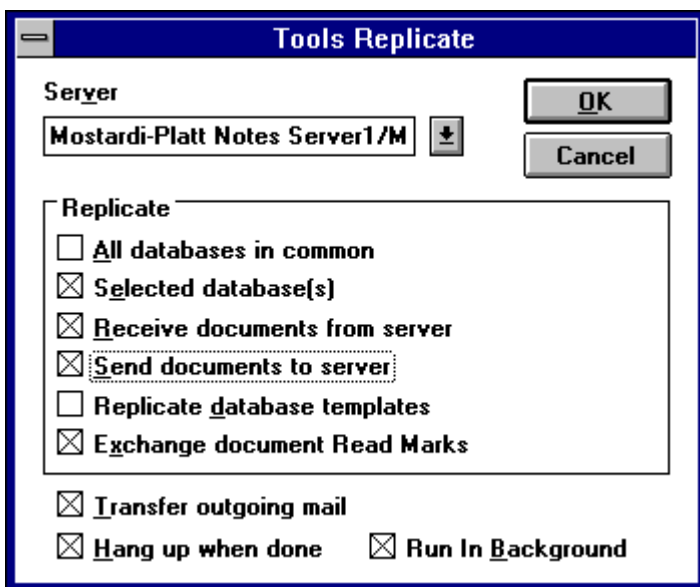 Tools Replicate
Server
Mostardi-Platt Notes Server1/M
OK
Cancel
Replicate
All databases in common
Selected database(s)
Receive documents from server
Send documents to server
Replicate database templates
Exchange document Read Marks
Transfer outgoing mail
Hang up when done Run In Background